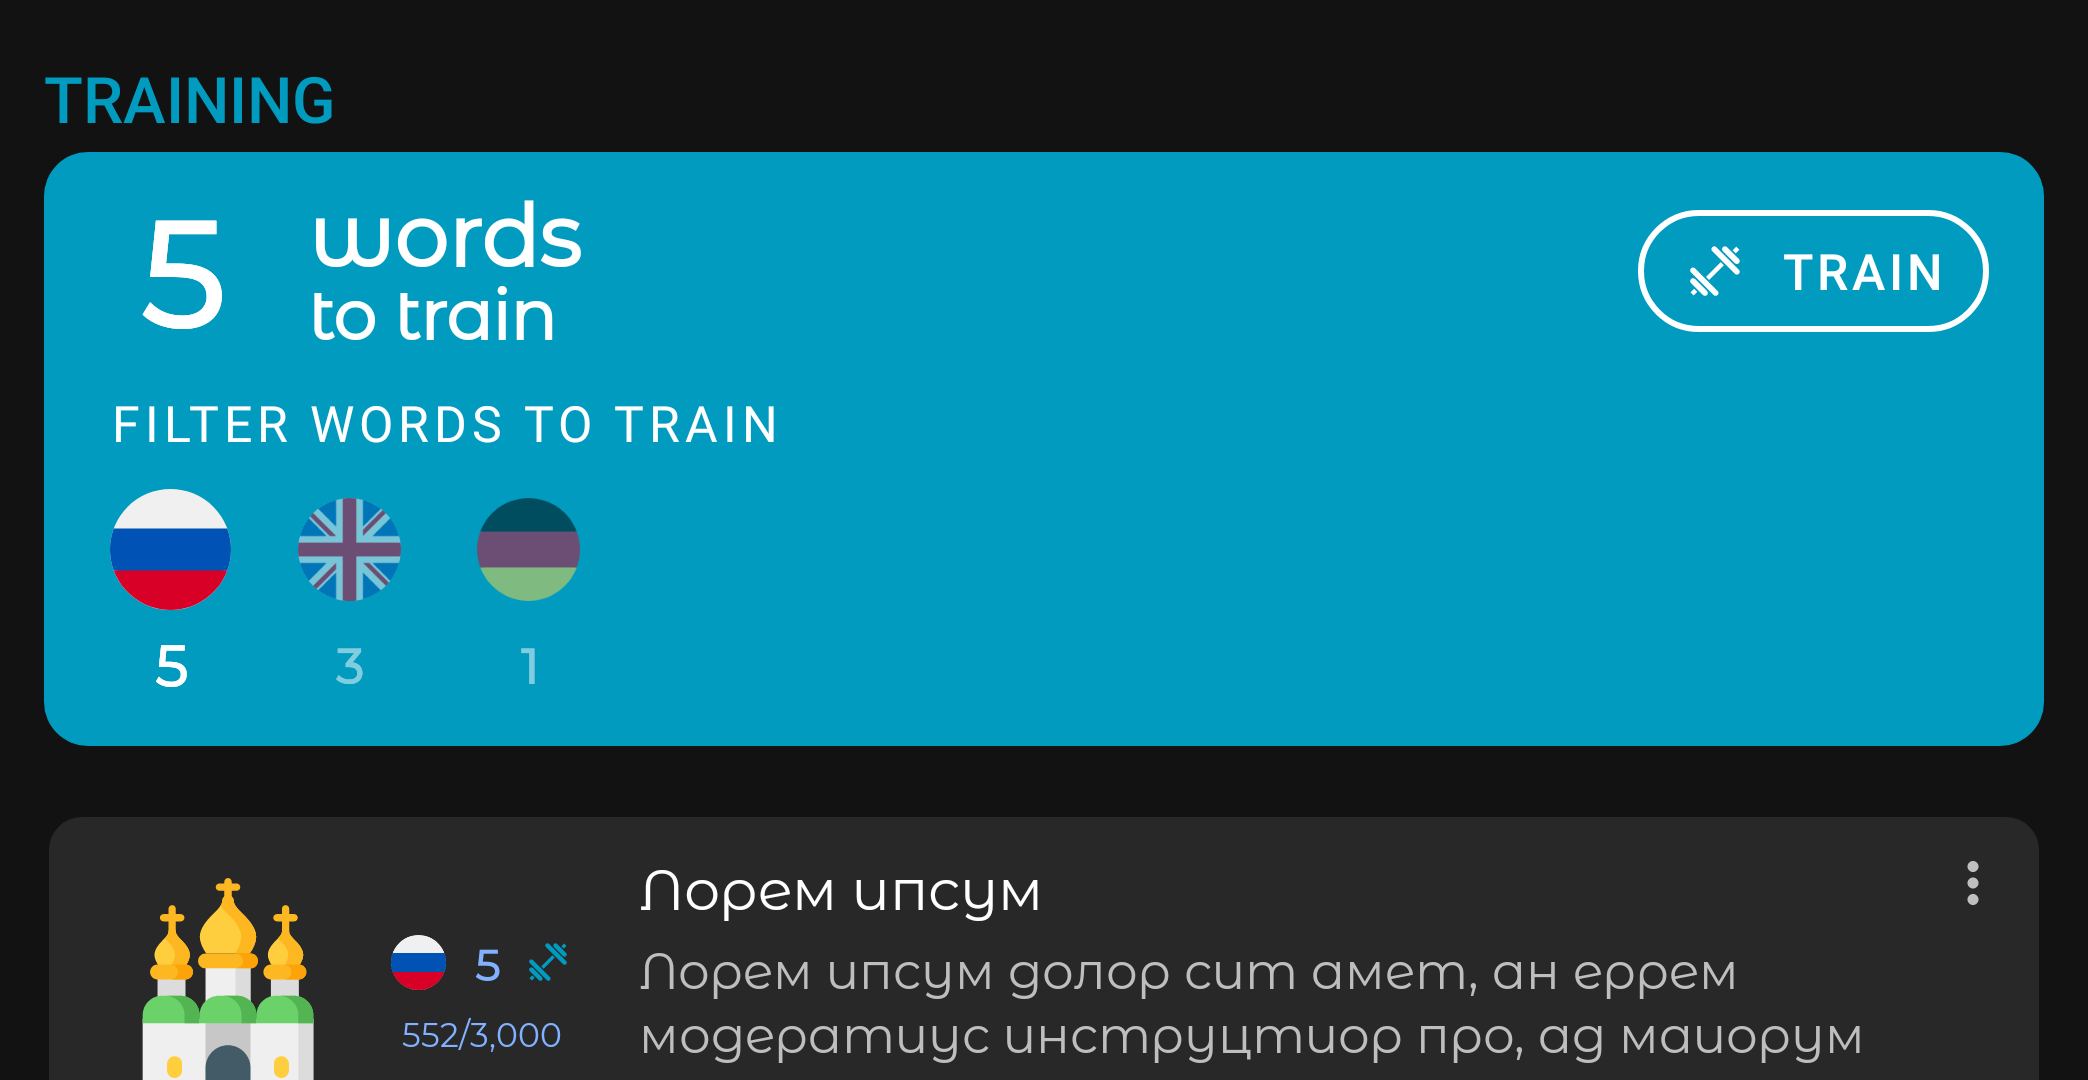 TRAINING
5 words
to train
TRAIN
FILTER WORDS TO TRAIN
5 3 1
Лорем ипсум
5
552/3,000
Лорем ипсум долор сит амет, ан еррем
модератиус инструцтиор про, ад маиорум